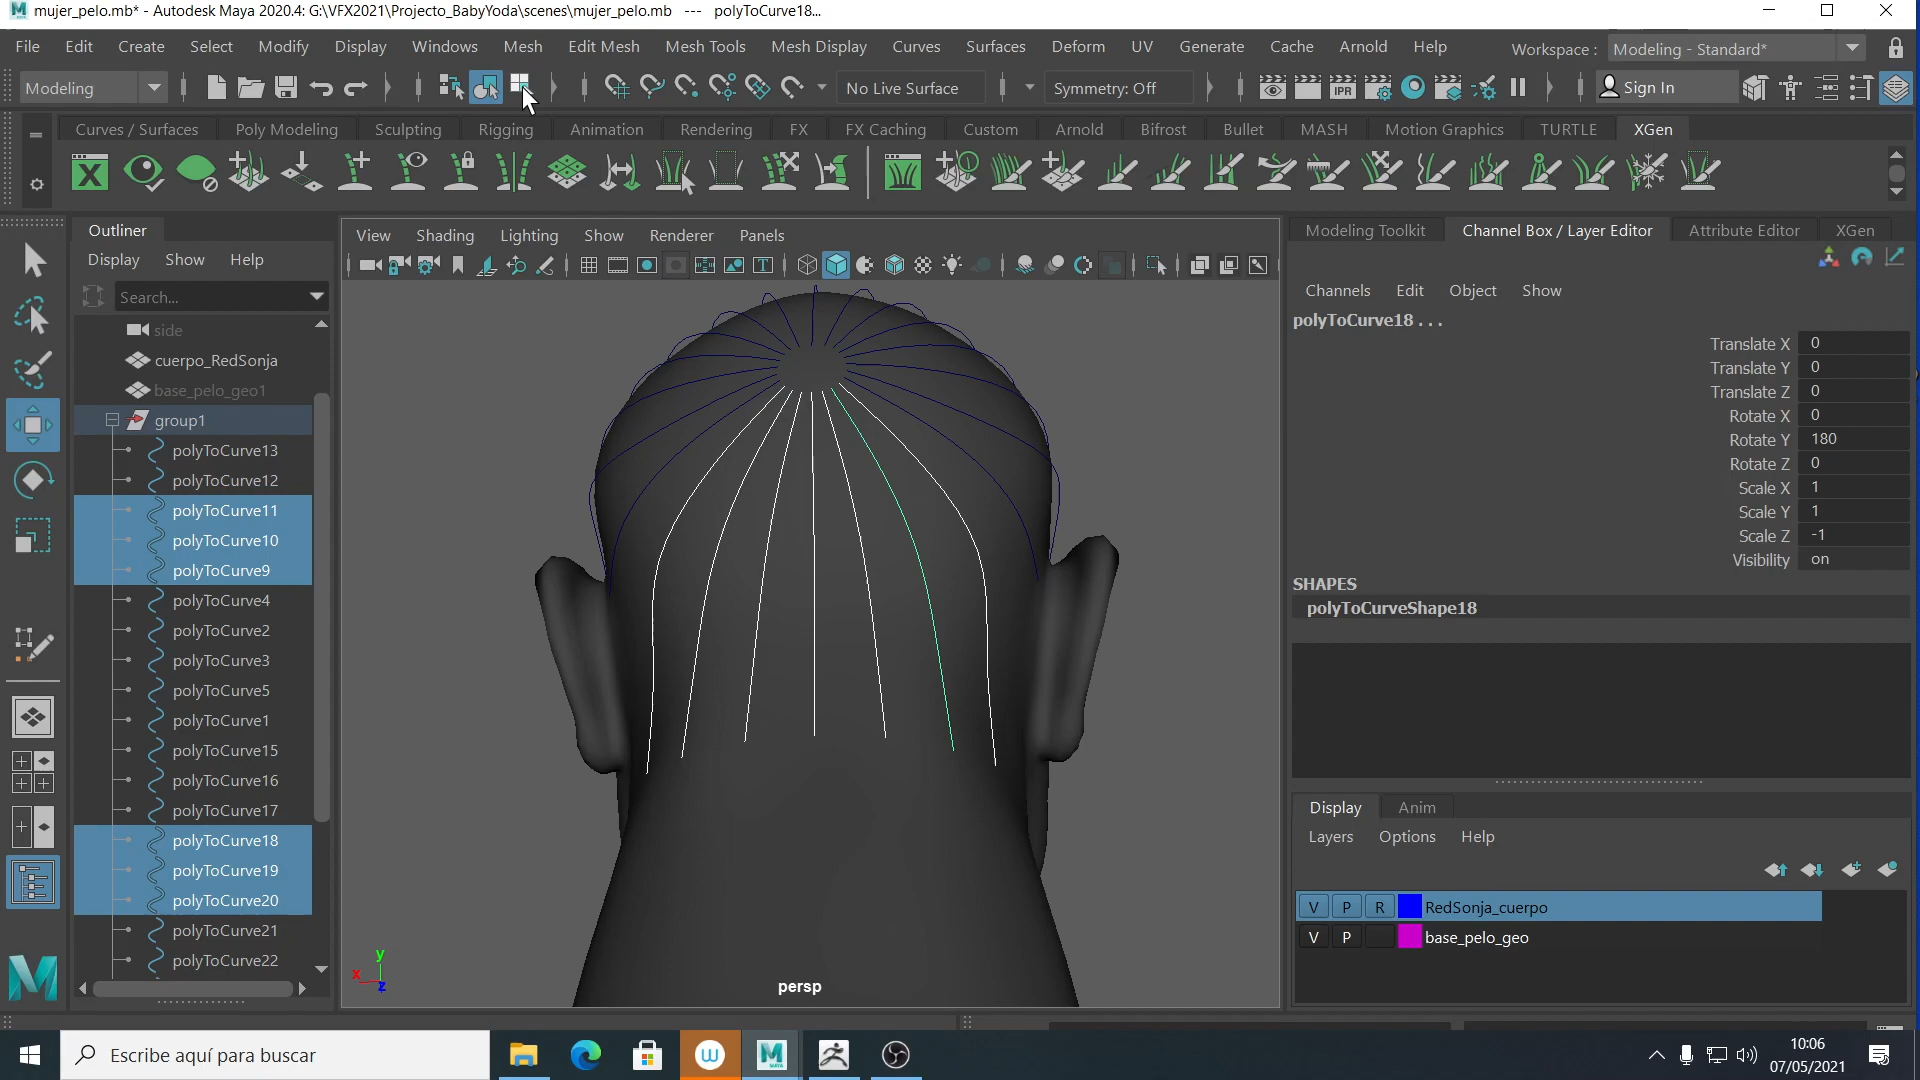 mujer_pelo.mb* - Autodesk Maya 2020.4: G:\VFX2021\Projecto_BabyYoda\scenes\mujer_pelo.mb --- polyToCurve18...
File Edit Create Select Modify Display Windows Mesh Edit Mesh Mesh Tools Mesh Display Curves Surfaces Deform UV Generate Cache Arnold Help Workspace : Modeling - Standard*
Modeling No Live Surface Symmetry: Off IPR Sign In
Curves / Surfaces Poly Modeling Sculpting Rigging Animation Rendering FX FX Caching Custom Arnold Bifrost Bullet MASH Motion Graphics TURTLE XGen
Outliner
Display Show Help
Search...
side
cuerpo_RedSonja
base_pelo_geo1
group1
polyToCurve13
polyToCurve12
polyToCurve11
polyToCurve10
polyToCurve9
polyToCurve4
polyToCurve2
polyToCurve3
polyToCurve5
polyToCurve1
polyToCurve15
polyToCurve16
polyToCurve17
polyToCurve18
polyToCurve19
polyToCurve20
polyToCurve21
polyToCurve22
View Shading Lighting Show Renderer Panels
y
x
z
persp
Modeling Toolkit Channel Box / Layer Editor Attribute Editor XGen
Channels Edit Object Show
polyToCurve18 . . .
Translate X 0
Translate Y 0
Translate Z 0
Rotate X 0
Rotate Y 180
Rotate Z 0
Scale X 1
Scale Y 1
Scale Z -1
Visibility on
SHAPES
polyToCurveShape18
Display Anim
Layers Options Help
V P R RedSonja_cuerpo
V P base_pelo_geo
Escribe aquí para buscar
10:06
07/05/2021